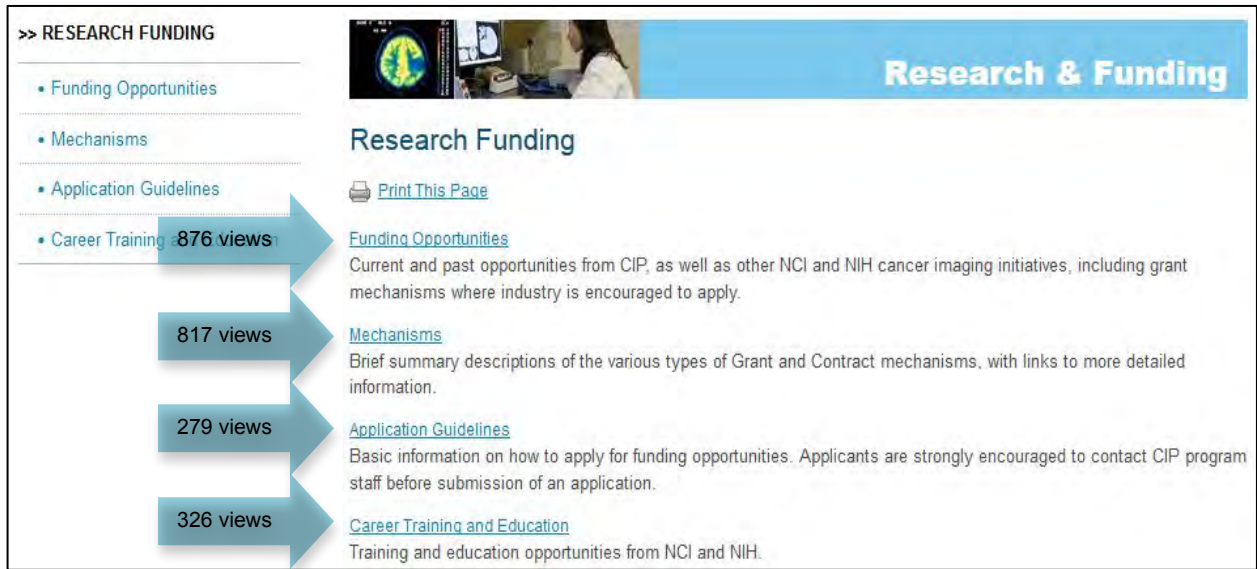 >> RESEARCH FUNDING
• Funding Opportunities
• Mechanisms
• Application Guidelines
• Career Training
Research & Funding
Research Funding
Print This Page
876 views
Funding Opportunities
Current and past opportunities from CIP, as well as other NCI and NIH cancer imaging initiatives, including grant
mechanisms where industry is encouraged to apply.
817 views
Mechanisms
Brief summary descriptions of the various types of Grant and Contract mechanisms, with links to more detailed
information.
279 views
Application Guidelines
Basic information on how to apply for funding opportunities. Applicants are strongly encouraged to contact CIP program
staff before submission of an application.
326 views
Career Training and Education
Training and education opportunities from NCI and NIH.